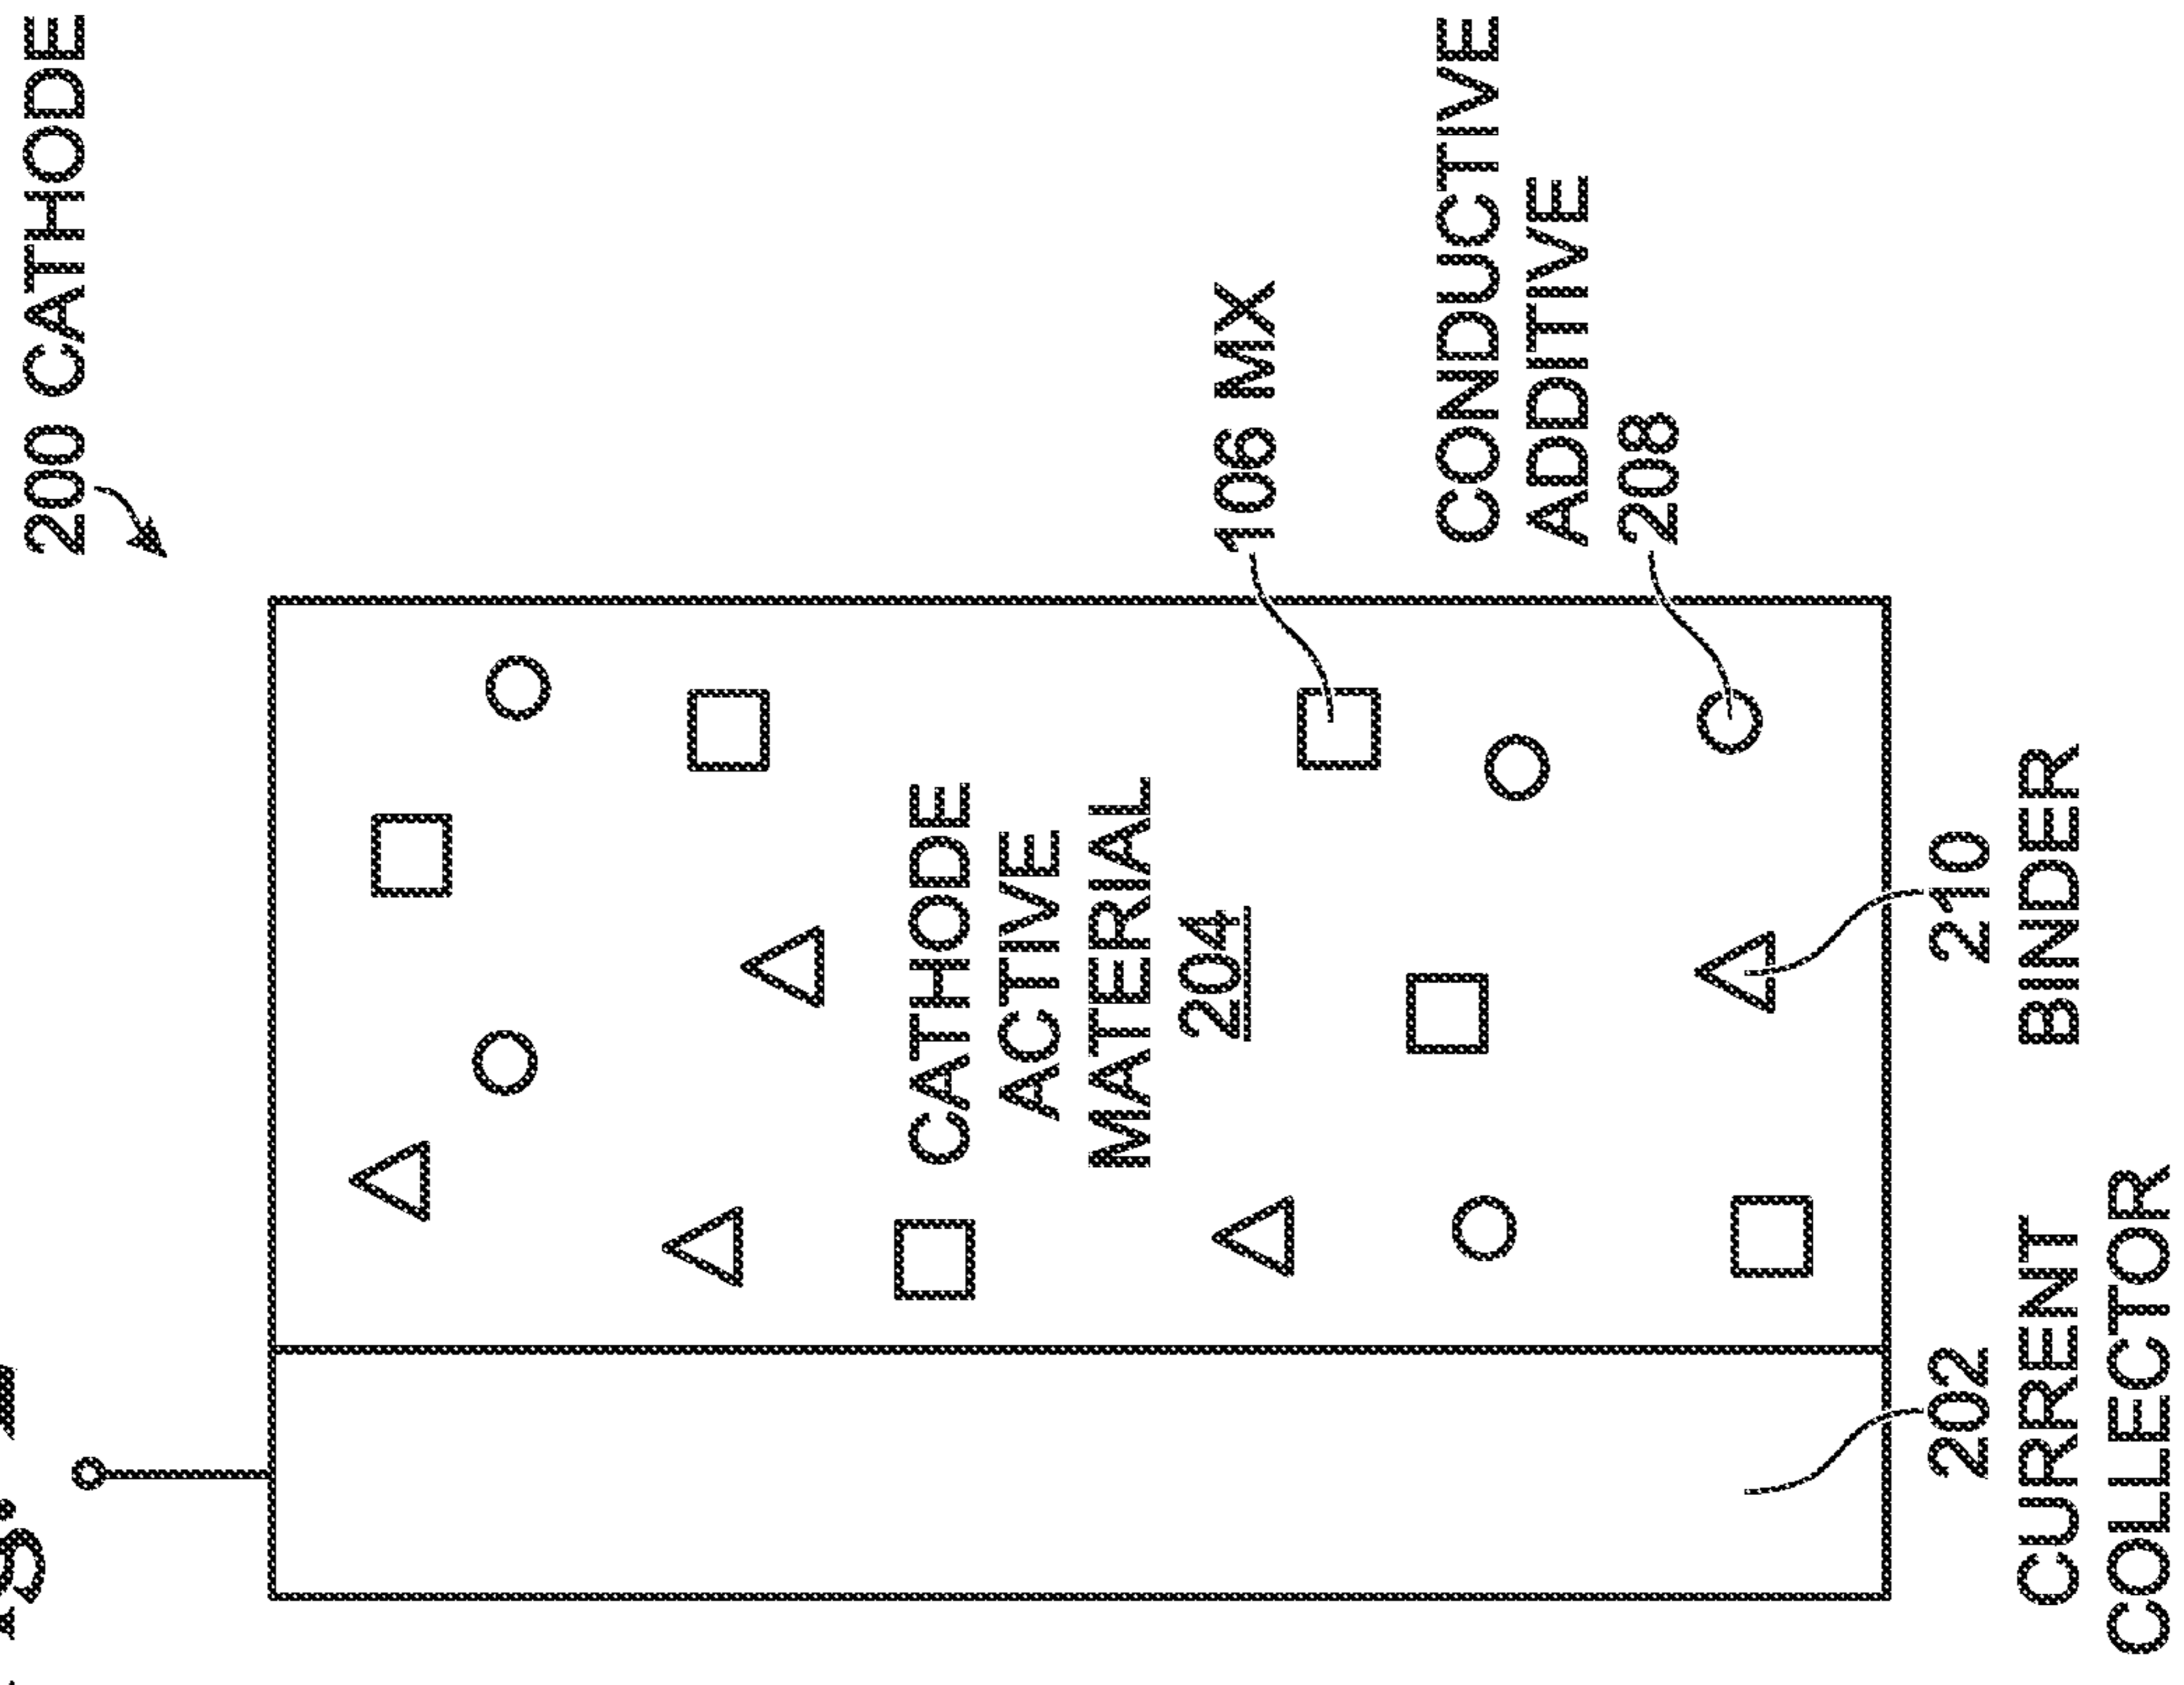 200 CATHODE
106 MX
CONDUCTIVE
ADDITIVE
208
CATHODE
ACTIVE
MATERIAL
204
210
BINDER
202
CURRENT
COLLECTOR